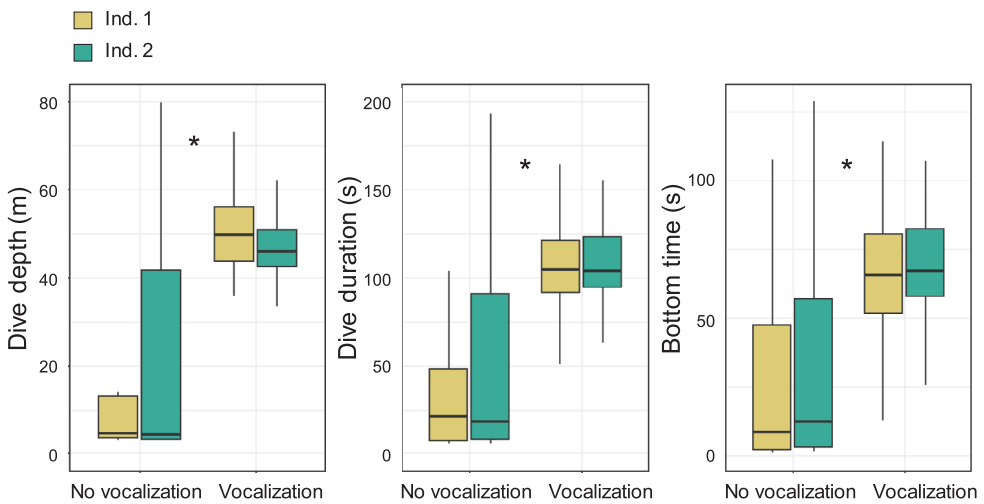 Ind. 1
Ind. 2
Dive depth (m)
80
60
40
20
0
*
No vocalization
Vocalization
Dive duration (s)
200
150
100
50
0
*
No vocalization
Vocalization
Bottom time (s)
100
50
0
*
No vocalization
Vocalization